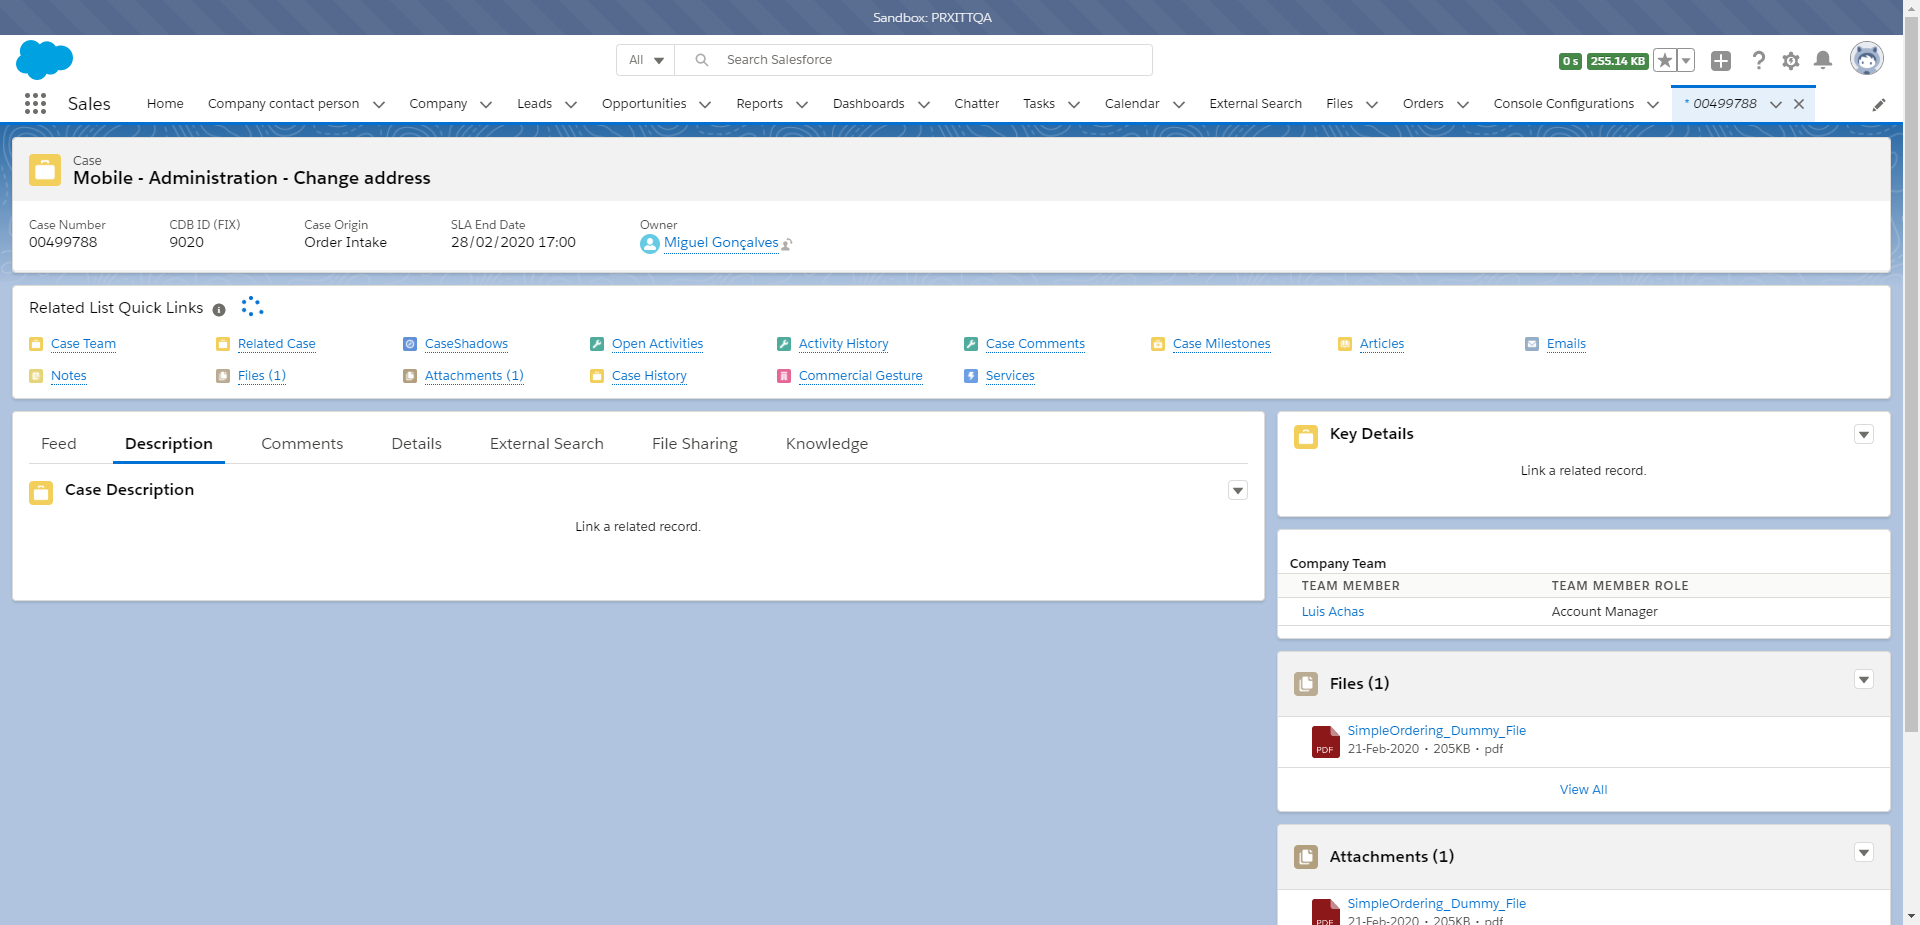 Sandbox: PRXITTQA
All
Search Salesforce
0 s
255.14 KB
Sales
Home
Company contact person
Company
Leads
Opportunities
Reports
Dashboards
Chatter
Tasks
Calendar
External Search
Files
Orders
Console Configurations
* 00499788
Case
Mobile - Administration - Change address
Case Number
CDB ID (FIX)
Case Origin
SLA End Date
Owner
00499788
9020
Order Intake
28/02/2020 17:00
Miguel Gonçalves
Related List Quick Links
Case Team
Related Case
CaseShadows
Open Activities
Activity History
Case Comments
Case Milestones
Articles
Emails
Notes
Files (1)
Attachments (1)
Case History
Commercial Gesture
Services
Feed
Description
Comments
Details
External Search
File Sharing
Knowledge
Case Description
Link a related record.
Key Details
Link a related record.
Company Team
TEAM MEMBER
TEAM MEMBER ROLE
Luis Achas
Account Manager
Files (1)
PDF
SimpleOrdering_Dummy_File
21-Feb-2020 • 205KB • pdf
View All
Attachments (1)
PDF
SimpleOrdering_Dummy_File
21-Feb-2020 • 205KB • pdf